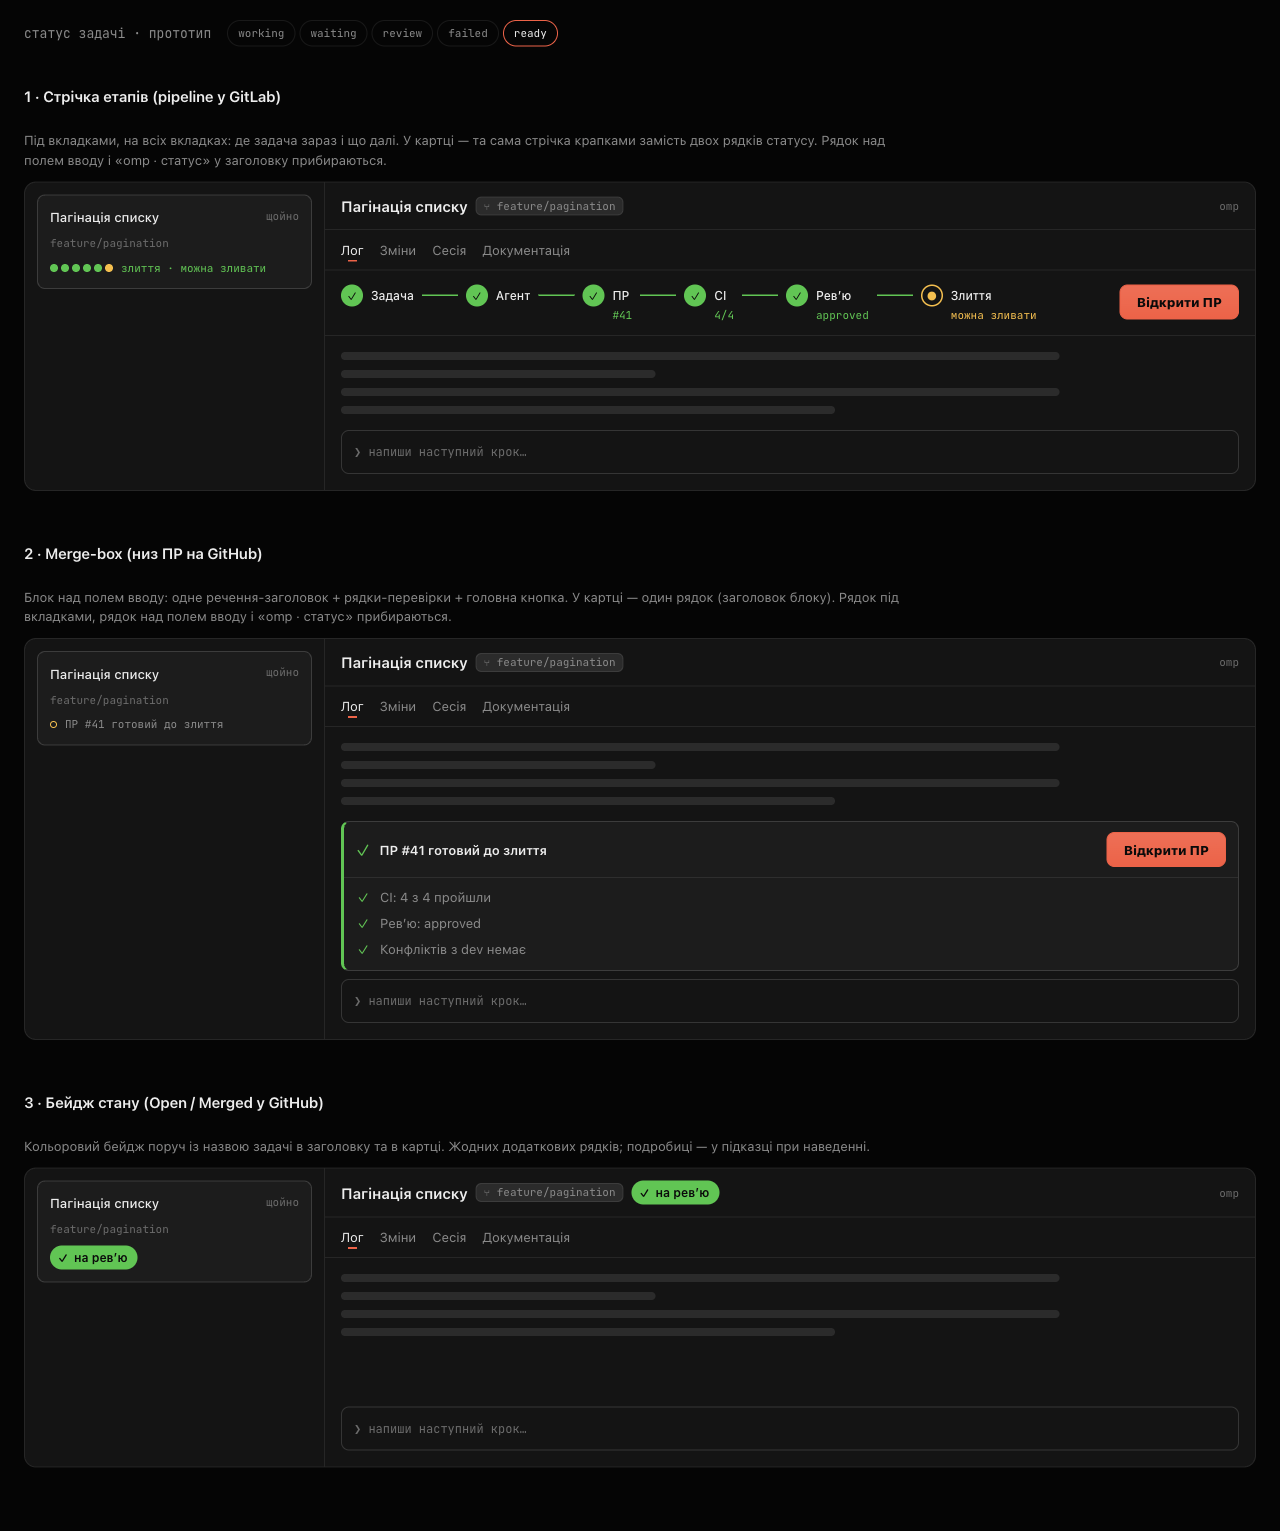 статус задачі · прототип working waiting review failed ready
1 · Стрічка етапів (pipeline у GitLab)
Під вкладками, на всіх вкладках: де задача зараз і що далі. У картці — та сама стрічка крапками замість двох рядків статусу. Рядок над
полем вводу і «omp · статус» у заголовку прибираються.
Пагінація списку щойно
feature/pagination
злиття · можна зливати
Пагінація списку feature/pagination omp
Лог Зміни Сесія Документація
Задача Агент ПР CI Рев’ю Злиття
#41 4/4 approved можна зливати
Відкрити ПР
❯ напиши наступний крок…
2 · Merge-box (низ ПР на GitHub)
Блок над полем вводу: одне речення-заголовок + рядки-перевірки + головна кнопка. У картці — один рядок (заголовок блоку). Рядок під
вкладками, рядок над полем вводу і «omp · статус» прибираються.
Пагінація списку щойно
feature/pagination
ПР #41 готовий до злиття
Пагінація списку feature/pagination omp
Лог Зміни Сесія Документація
ПР #41 готовий до злиття Відкрити ПР
CI: 4 з 4 пройшли
Рев’ю: approved
Конфліктів з dev немає
❯ напиши наступний крок…
3 · Бейдж стану (Open / Merged у GitHub)
Кольоровий бейдж поруч із назвою задачі в заголовку та в картці. Жодних додаткових рядків; подробиці — у підказці при наведенні.
Пагінація списку щойно
feature/pagination
на рев’ю
Пагінація списку feature/pagination на рев’ю omp
Лог Зміни Сесія Документація
❯ напиши наступний крок…